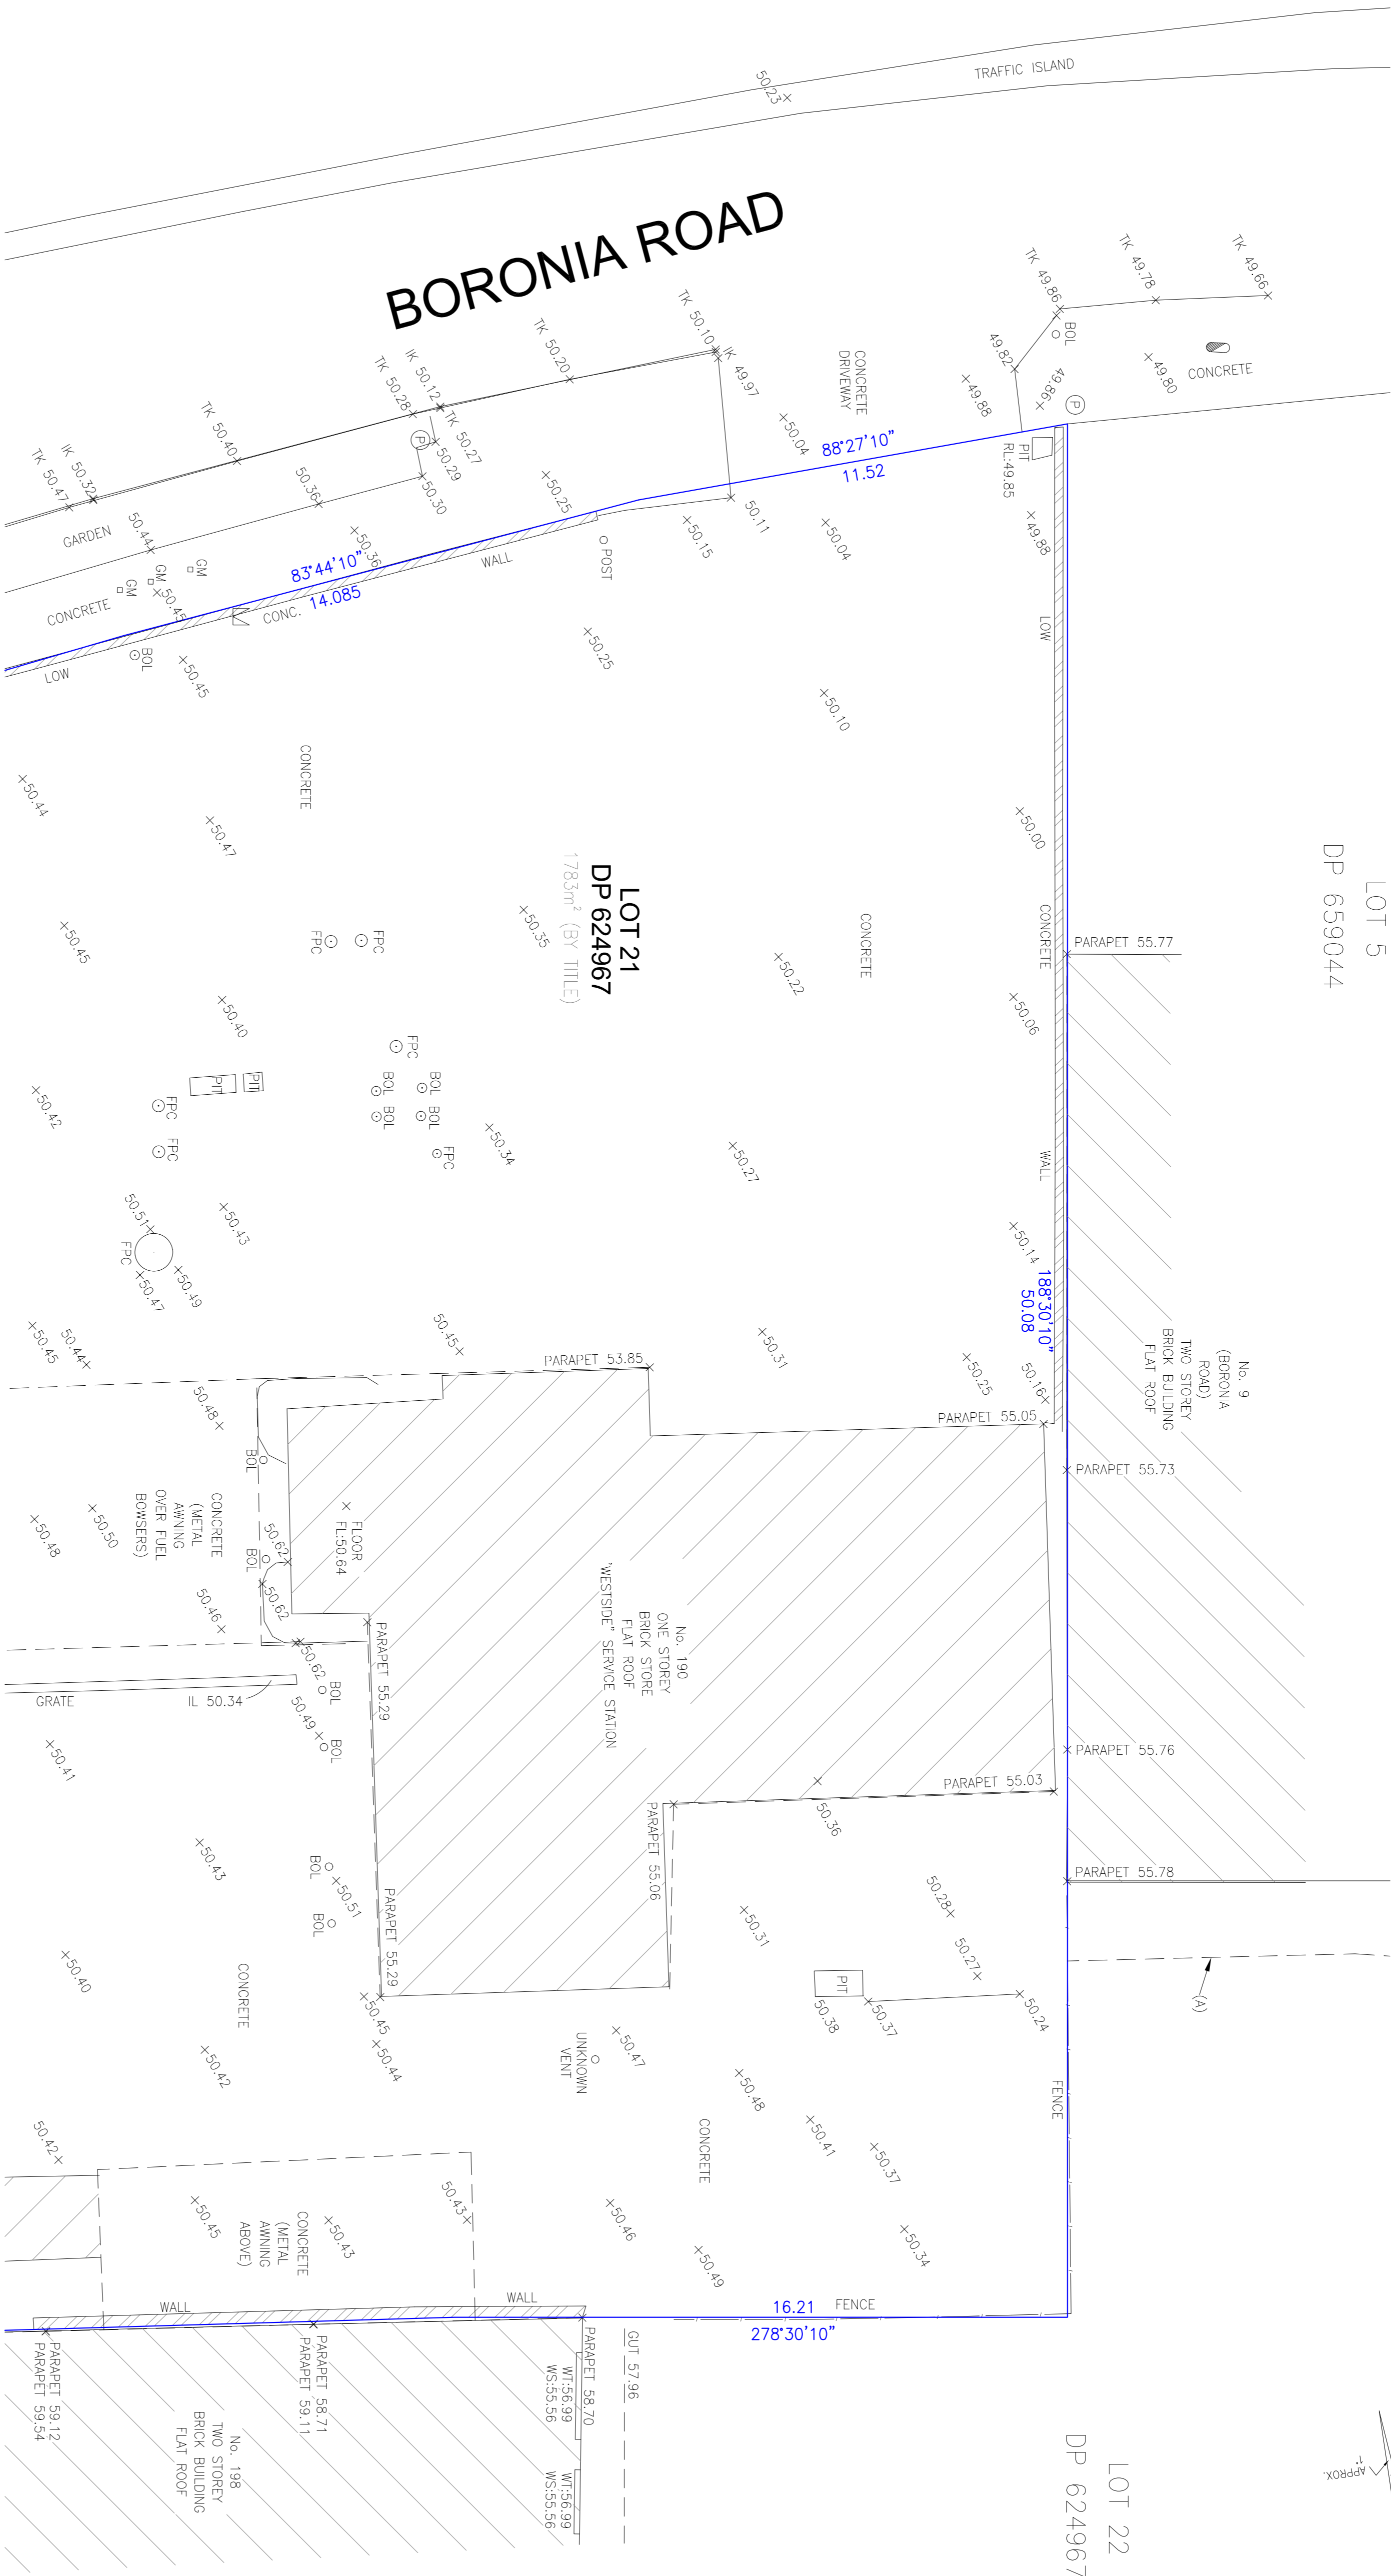 TRAFFIC ISLAND
50.23
BORONIA ROAD
TK 49.66
TK 49.78
TK 49.86
BOL
49.82
49.86
49.80
CONCRETE
P
49.88
CONCRETE
DRIVEWAY
TK 50.10
IK 49.97
50.04
TK 50.20
IK 50.12
TK 50.28
TK 50.27
P
50.29
50.30
TK 50.40
IK 50.32
TK 50.47
50.36
50.44
GARDEN
GM
GM
GM
50.45
CONCRETE
50.25
50.36
88°27'10"
11.52
83°44'10"
14.085
PIT
RL:49.85
49.88
50.11
50.15
50.04
POST
WALL
CONC.
LOW
BOL
50.45
50.25
50.10
LOW
50.00
CONCRETE
50.06
WALL
50.14
CONCRETE
50.44
50.47
50.45
LOT 21
DP 624967
1783m² (BY TITLE)
50.35
CONCRETE
50.22
FPC
FPC
50.40
50.42
PIT
PIT
FPC
BOL
BOL
BOL
BOL
FPC
50.34
50.27
FPC
FPC
50.43
50.51
FPC
50.49
50.47
50.45
50.44
LOT 5
DP 659044
PARAPET 55.77
No. 9
(BORONIA
ROAD)
TWO STOREY
BRICK BUILDING
FLAT ROOF
188°30'10"
50.08
50.31
50.25
50.16
50.45
PARAPET 53.85
PARAPET 55.05
PARAPET 55.73
50.48
BOL
CONCRETE
(METAL
AWNING
OVER FUEL
BOWSERS)
50.50
50.48
50.46
FLOOR
FL:50.64
50.62
BOL
50.62
50.62
BOL
50.49
BOL
IL 50.34
GRATE
50.41
No. 190
ONE STOREY
BRICK STORE
FLAT ROOF
'WESTSIDE" SERVICE STATION
PARAPET 55.29
PARAPET 55.76
PARAPET 55.03
PARAPET 55.06
PARAPET 55.29
50.36
PARAPET 55.78
50.43
BOL
50.51
BOL
50.40
50.28
50.31
50.27
50.24
PIT
50.38
50.37
(A)
CONCRETE
50.45
50.44
50.42
UNKNOWN
VENT
50.47
50.48
50.41
50.37
FENCE
CONCRETE
50.42
50.45
CONCRETE
(METAL
AWNING
ABOVE)
50.43
50.43
50.46
50.49
50.34
WALL
WALL
16.21
FENCE
278°30'10"
PARAPET 58.70
GUT 57.96
PARAPET 58.71
PARAPET 59.11
PARAPET 59.12
PARAPET 59.54
WT:56.99
WS:55.56
WT:56.99
WS:55.56
No. 198
TWO STOREY
BRICK BUILDING
FLAT ROOF
LOT 22
DP 624967
1°
APPROX.